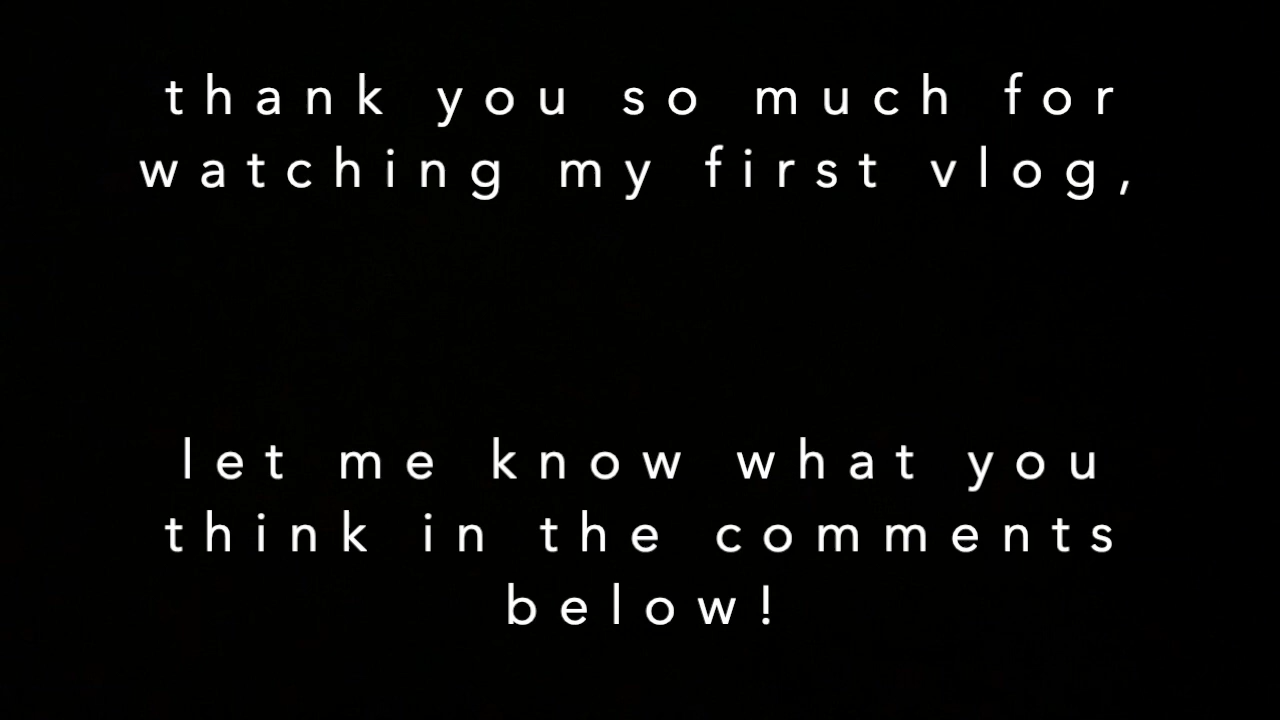 thank you so much for
watching my first vlog,
let me know what you
think in the comments
below!